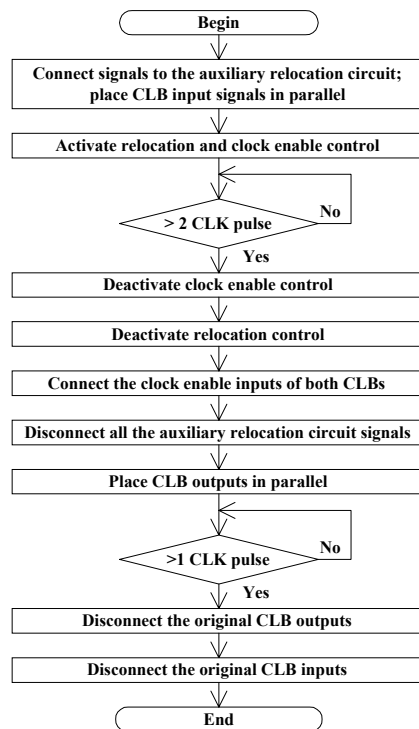 Begin
Connect signals to the auxiliary relocation circuit;
place CLB input signals in parallel
Activate relocation and clock enable control
> 2 CLK pulse
No
Yes
Deactivate clock enable control
Deactivate relocation control
Connect the clock enable inputs of both CLBs
Disconnect all the auxiliary relocation circuit signals
Place CLB outputs in parallel
>1 CLK pulse
No
Yes
Disconnect the original CLB outputs
Disconnect the original CLB inputs
End